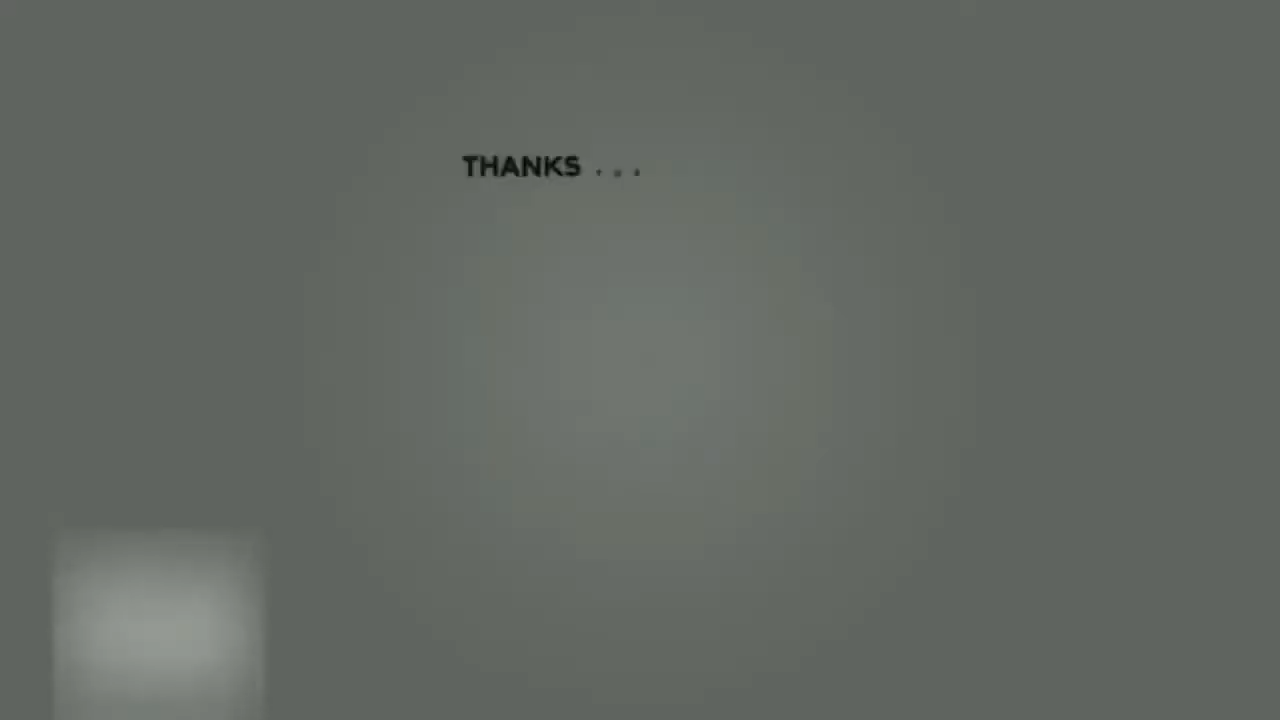 THANKS . . .